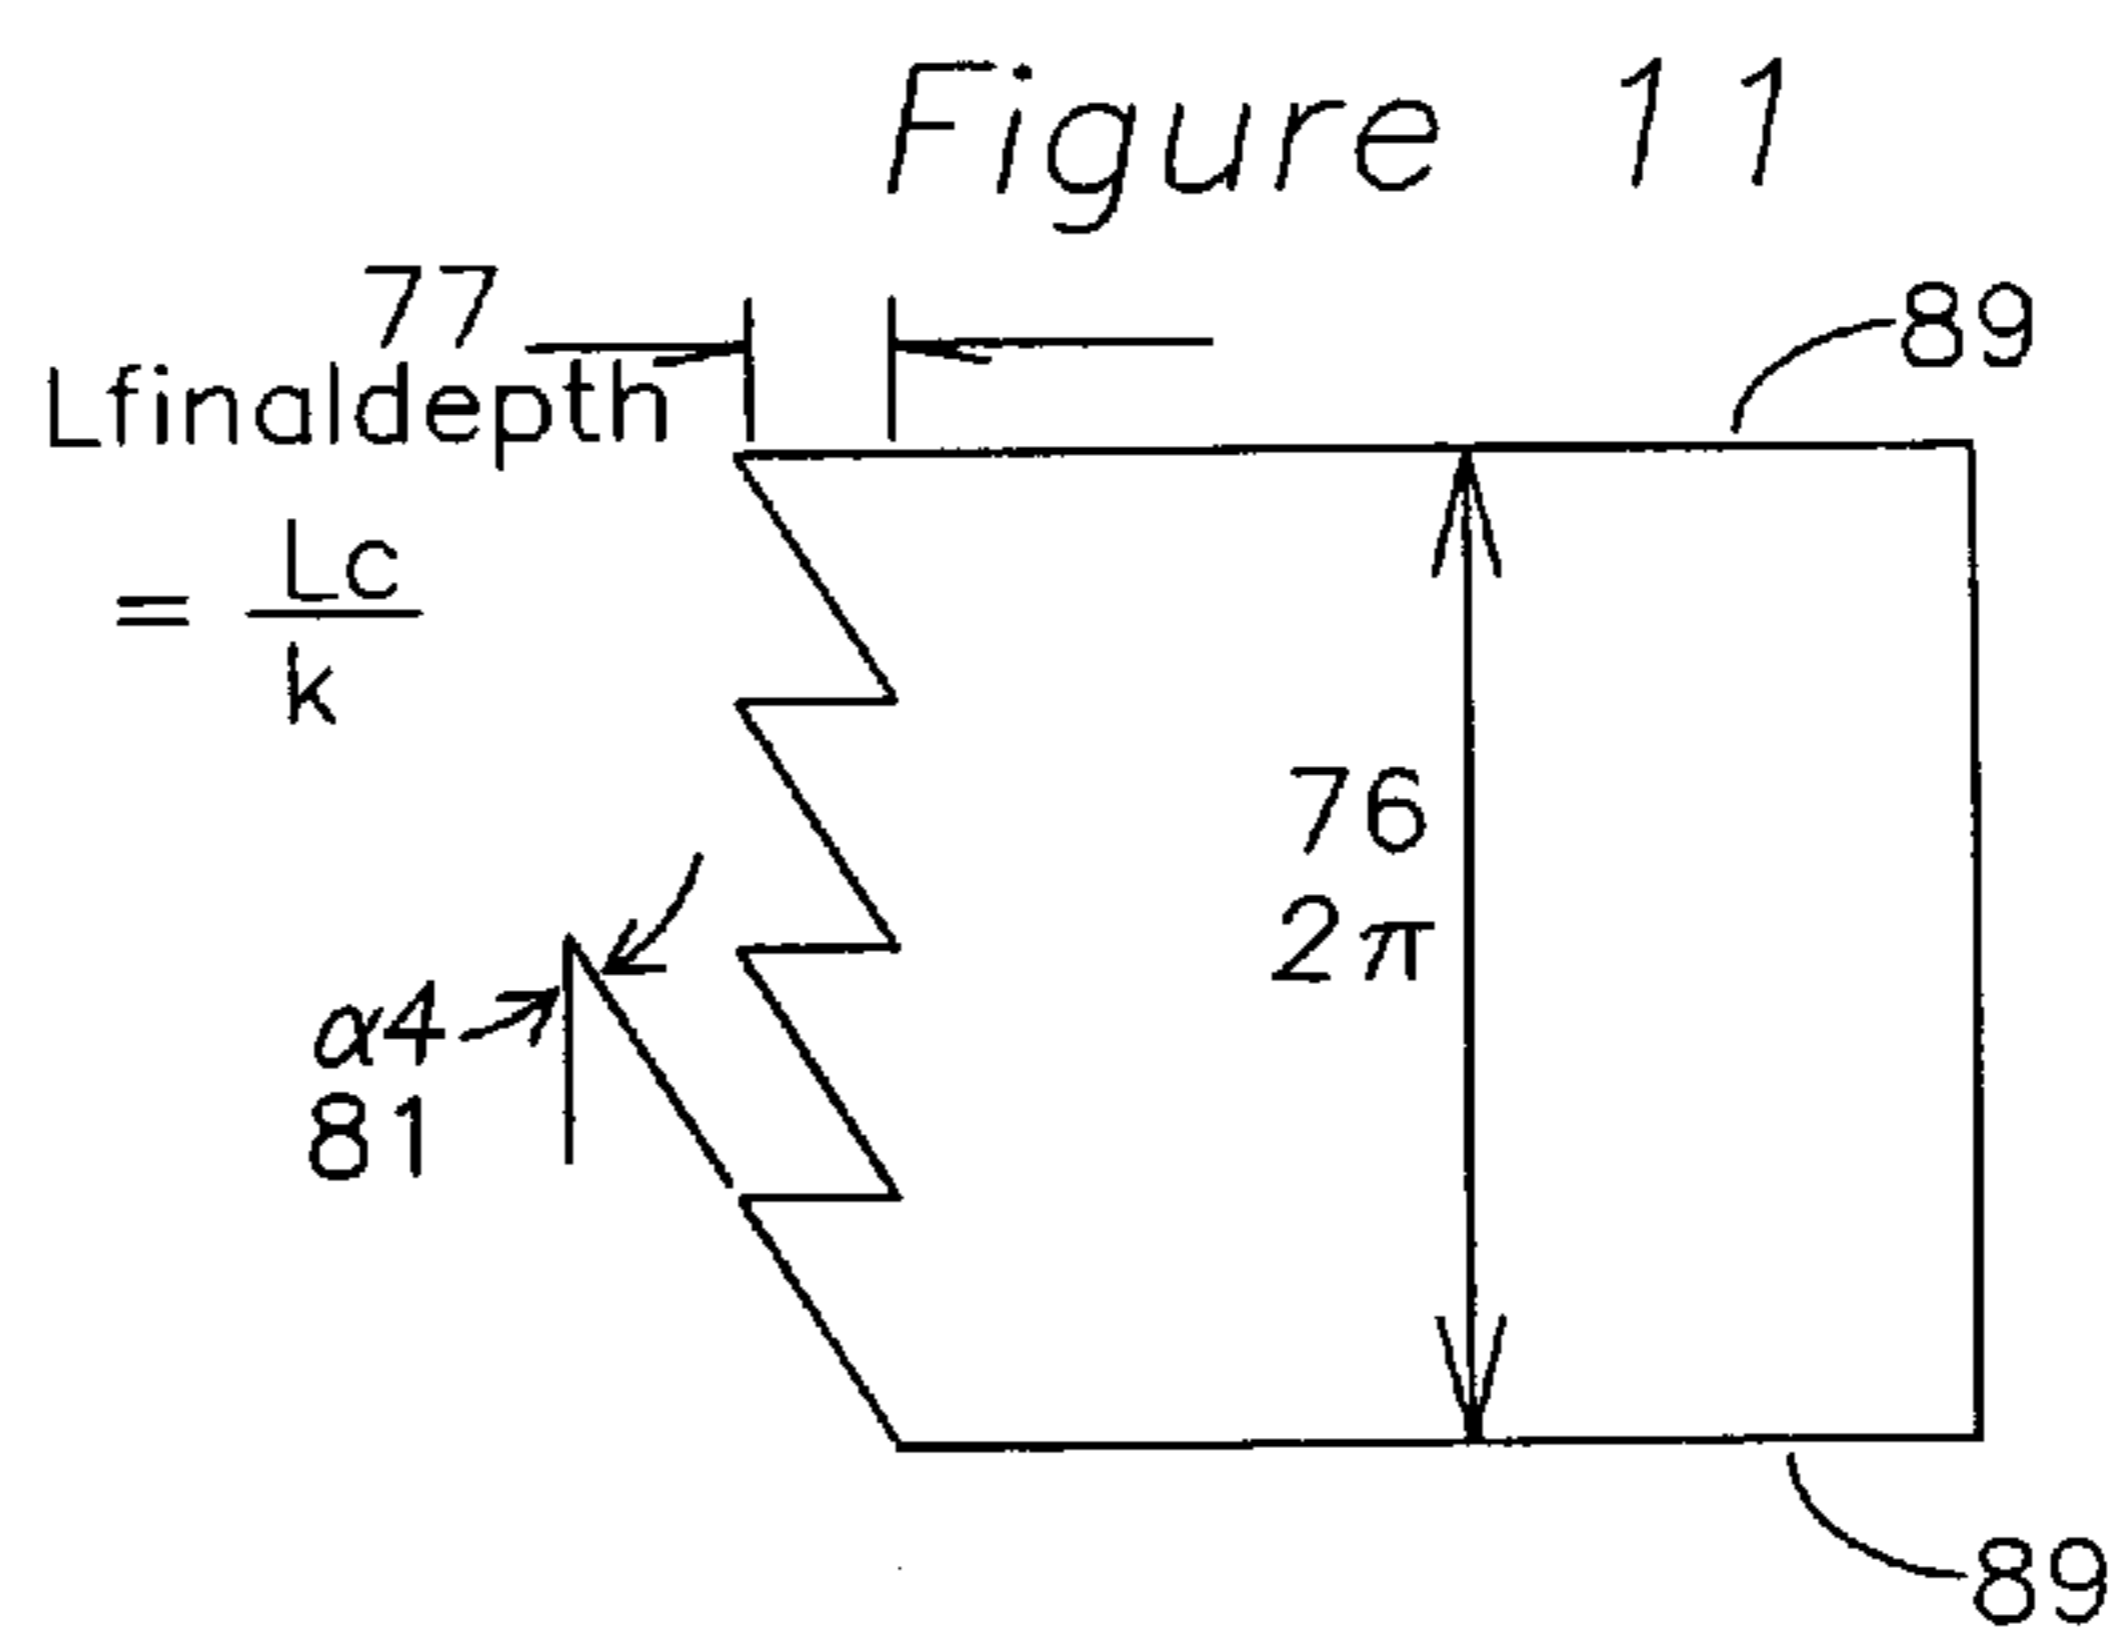 Figure 11
77
Lfinaldepth
= Lc
k
89
76
2π
α4
81
89